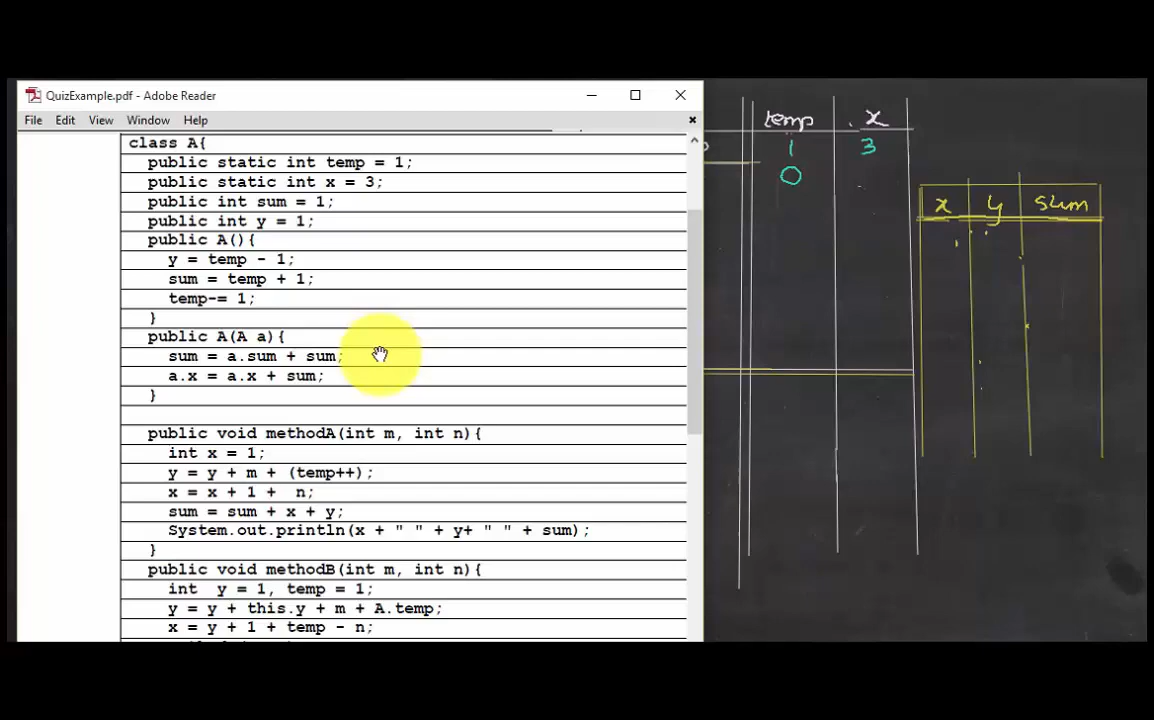 QuizExample.pdf - Adobe Reader
File Edit View Window Help
class A{
public static int temp = 1;
public static int x = 3;
public int sum = 1;
public int y = 1;
public A(){
y = temp - 1;
sum = temp + 1;
temp-= 1;
}
public A(A a){
sum = a.sum + sum;
a.x = a.x + sum;
}
public void methodA(int m, int n){
int x = 1;
y = y + m + (temp++);
x = x + 1 +  n;
sum = sum + x + y;
System.out.println(x + " " + y+ " " + sum);
}
public void methodB(int m, int n){
int  y = 1, temp = 1;
y = y + this.y + m + A.temp;
x = y + 1 + temp - n;
temp x
1 3
0
x y sum